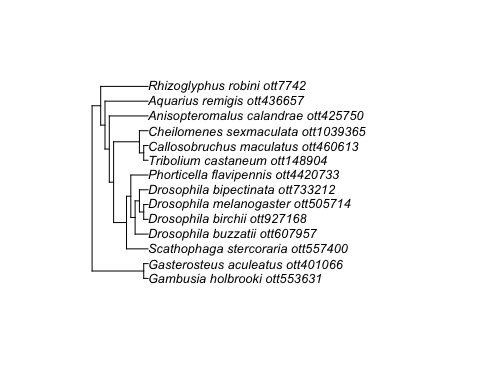 Rhizoglyphus robini ott7742
Aquarius remigis ott436657
Anisopteromalus calandrae ott425750
Cheilomenes sexmaculata ott1039365
Callosobruchus maculatus ott460613
Tribolium castaneum ott148904
Phorticella flavipennis ott4420733
Drosophila bipectinata ott733212
Drosophila melanogaster ott505714
Drosophila birchii ott927168
Drosophila buzzatii ott607957
Scathophaga stercoraria ott557400
Gasterosteus aculeatus ott401066
Gambusia holbrooki ott553631